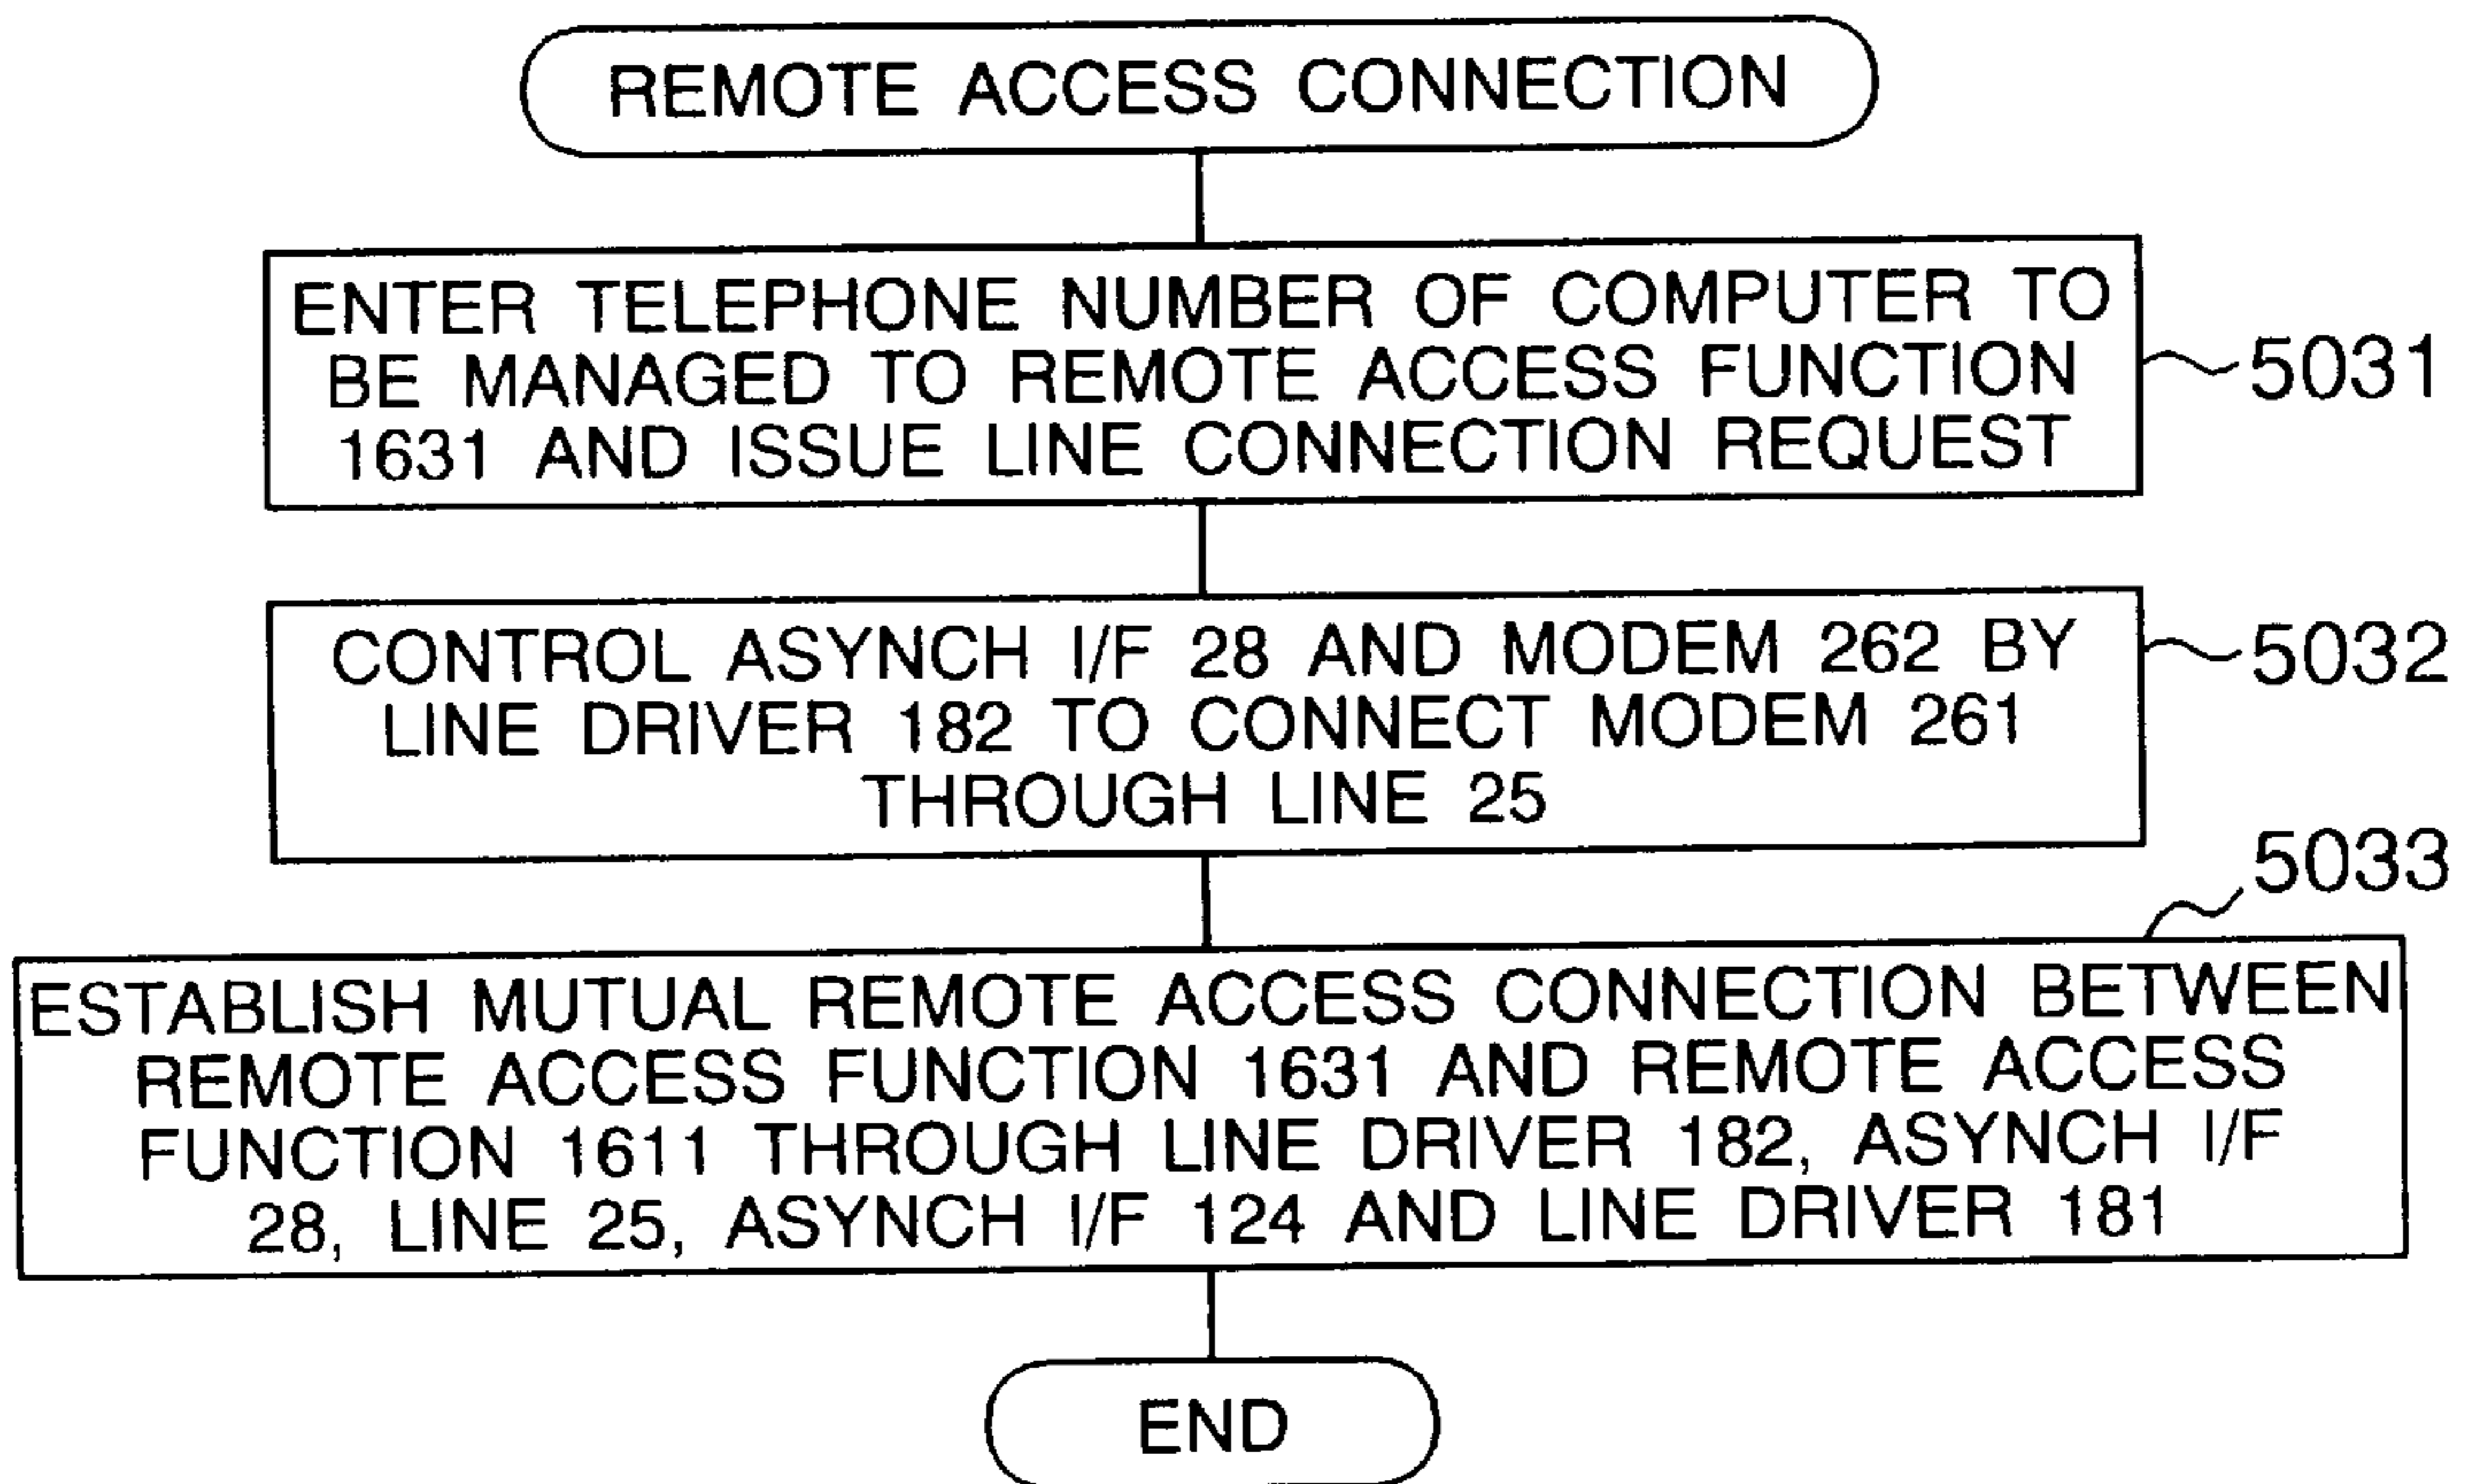 REMOTE ACCESS CONNECTION
ENTER TELEPHONE NUMBER OF COMPUTER TO
BE MANAGED TO REMOTE ACCESS FUNCTION
1631 AND ISSUE LINE CONNECTION REQUEST
5031
CONTROL ASYNCH I/F 28 AND MODEM 262 BY
LINE DRIVER 182 TO CONNECT MODEM 261
THROUGH LINE 25
5032
5033
ESTABLISH MUTUAL REMOTE ACCESS CONNECTION BETWEEN
REMOTE ACCESS FUNCTION 1631 AND REMOTE ACCESS
FUNCTION 1611 THROUGH LINE DRIVER 182, ASYNCH I/F
28, LINE 25, ASYNCH I/F 124 AND LINE DRIVER 181
END